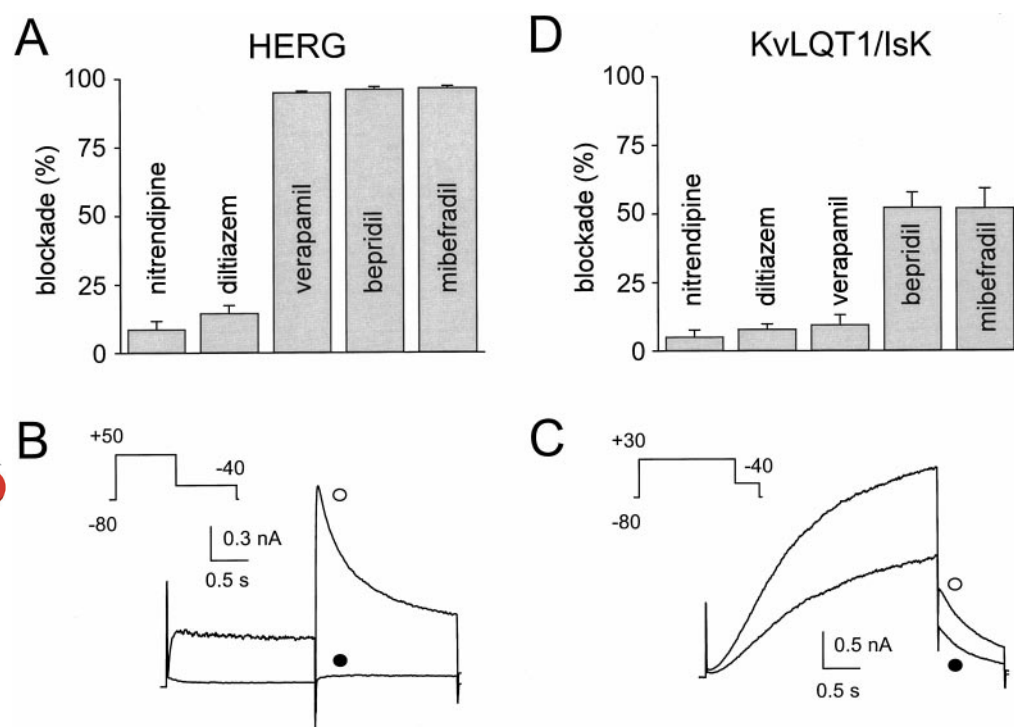 A
HERG
blockade (%)
100
75
50
25
0
nitrendipine
diltiazem
verapamil
bepridil
mibefradil
D
KvLQT1/IsK
blockade (%)
100
75
50
25
0
nitrendipine
diltiazem
verapamil
bepridil
mibefradil
B
+50
-40
-80
0.3 nA
0.5 s
C
+30
-40
-80
0.5 nA
0.5 s